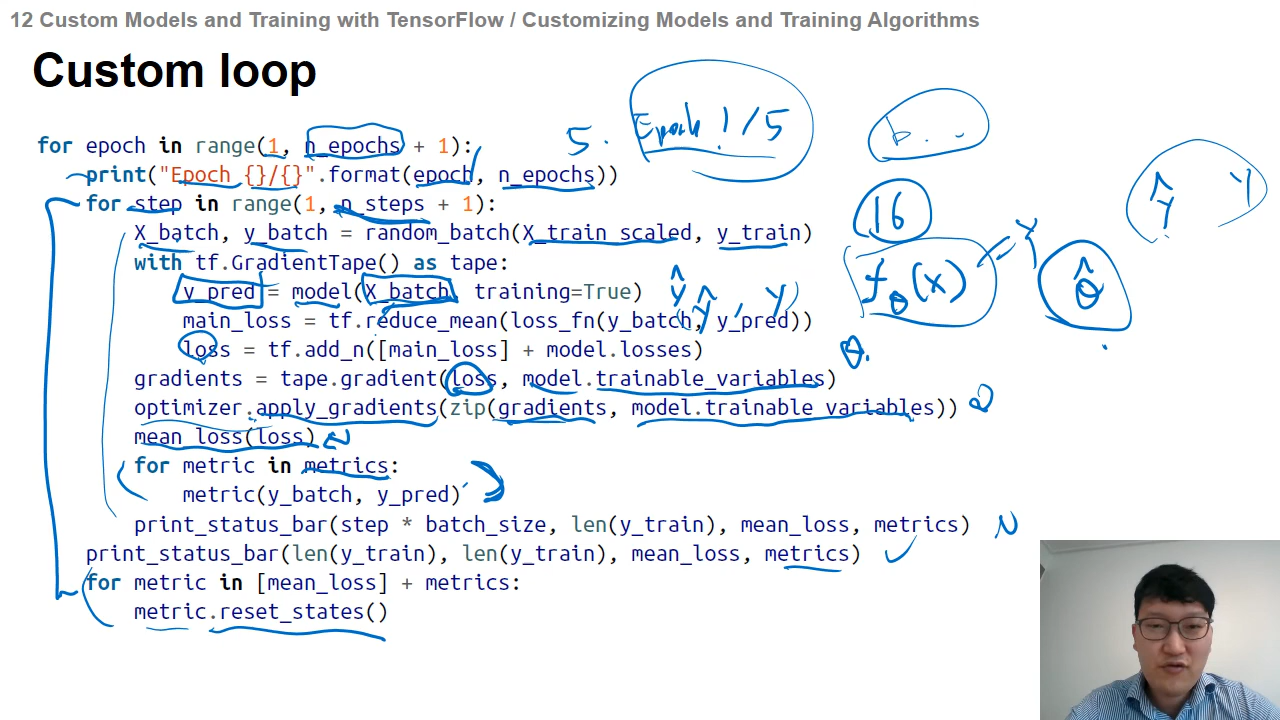 12 Custom Models and Training with TensorFlow / Customizing Models and Training Algorithms
Custom loop
5. Epoch 1/5
for epoch in range(1, n_epochs + 1):
    print("Epoch {}/{}".format(epoch, n_epochs))
    for step in range(1, n_steps + 1):
        X_batch, y_batch = random_batch(X_train_scaled, y_train)
        with tf.GradientTape() as tape:
            y_pred = model(X_batch, training=True)
            main_loss = tf.reduce_mean(loss_fn(y_batch, y_pred))
            loss = tf.add_n([main_loss] + model.losses)
        gradients = tape.gradient(loss, model.trainable_variables)
        optimizer.apply_gradients(zip(gradients, model.trainable_variables))
        mean_loss(loss)
        for metric in metrics:
            metric(y_batch, y_pred)
        print_status_bar(step * batch_size, len(y_train), mean_loss, metrics)
    print_status_bar(len(y_train), len(y_train), mean_loss, metrics)
    for metric in [mean_loss] + metrics:
        metric.reset_states()
16
fθ(x) = Y
θ̂
Ŷ Y
Ŷ
Ŷ, Y
θ.